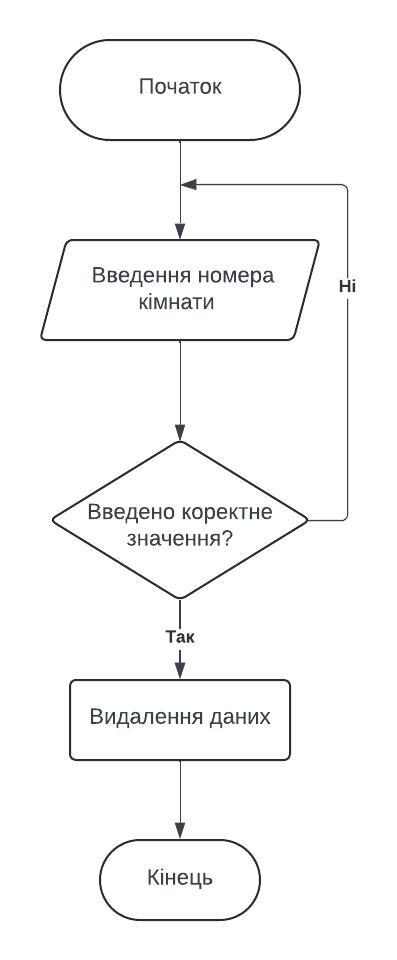 Початок
Введення номера
кімнати
Ні
Введено коректне
значення?
Так
Видалення даних
Кінець